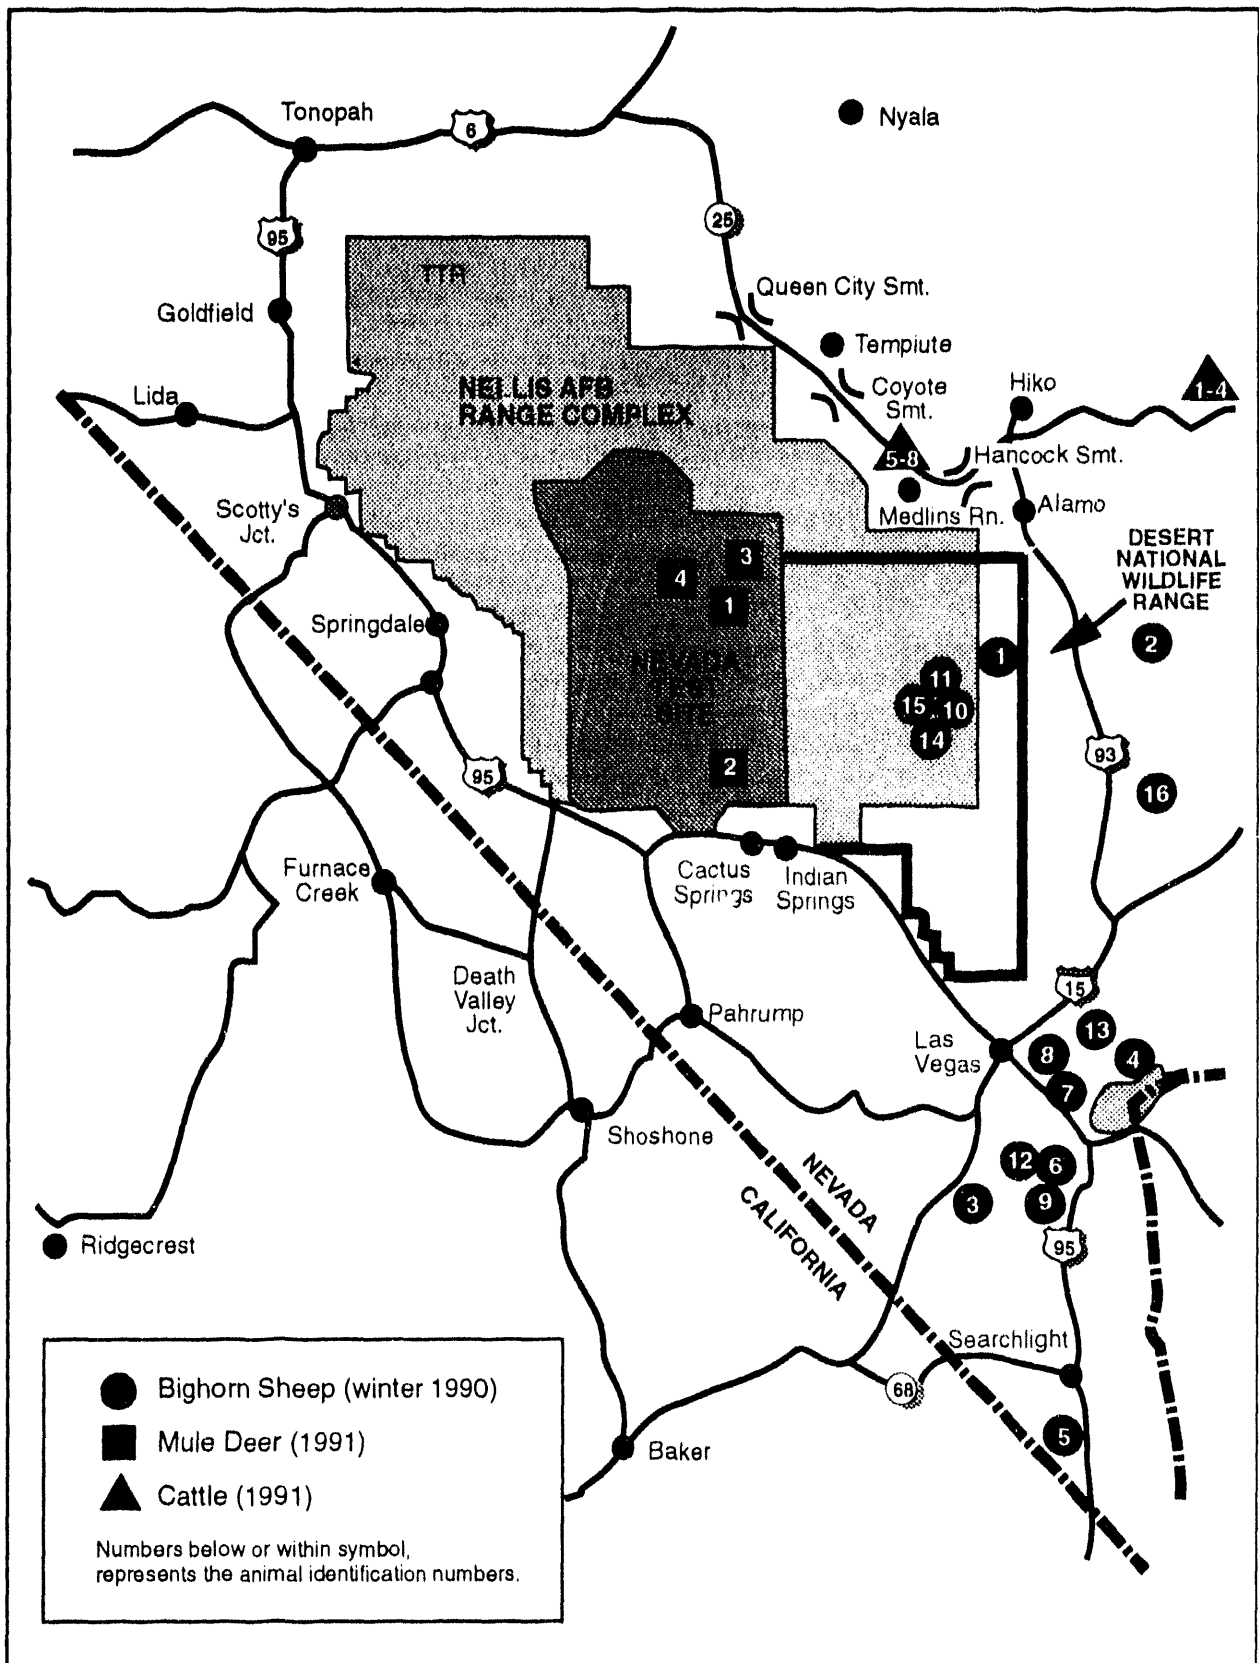 Tonopah
6
Nyala
95
25
TTR
Queen City Smt.
Goldfield
Tempiute
NELLIS AFB
RANGE COMPLEX
Coyote
Smt.
Hiko
1-4
Lida
5-8
Hancock Smt.
Scotty's
Jct.
Medlins Rn.
Alamo
DESERT
NATIONAL
WILDLIFE
RANGE
3
4
1
Springdale
NEVADA
TEST
SITE
1
2
11
15
10
14
2
95
93
16
Furnace
Creek
Cactus
Springs
Indian
Springs
Death
Valley
Jct.
15
Pahrump
Las
Vegas
13
8
4
7
Shoshone
NEVADA
CALIFORNIA
12
6
3
9
95
Ridgecrest
Searchlight
68
5
Baker
Bighorn Sheep (winter 1990)
Mule Deer (1991)
Cattle (1991)
Numbers below or within symbol,
represents the animal identification numbers.